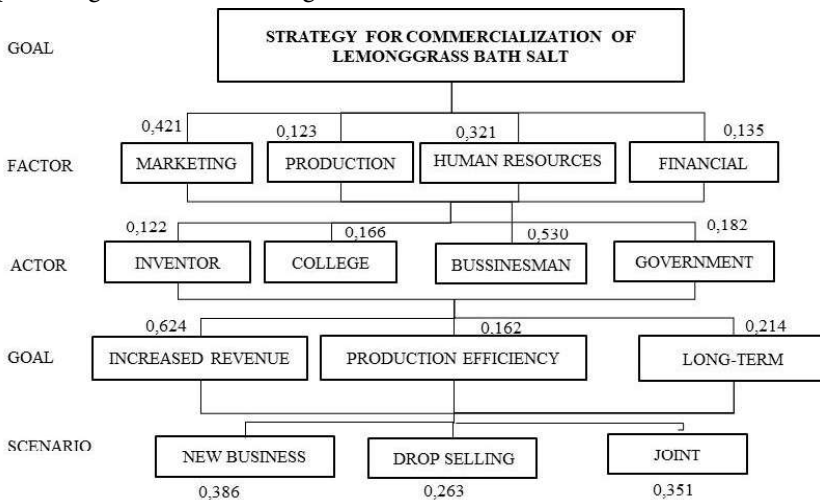 GOAL
STRATEGY FOR COMMERCIALIZATION OF
LEMONGGRASS BATH SALT
0,421 0,123 0,321 0,135
FACTOR MARKETING PRODUCTION HUMAN RESOURCES FINANCIAL
0,122 0,166 0,530 0,182
ACTOR INVENTOR COLLEGE BUSSINESMAN GOVERNMENT
0,624 0,162 0,214
GOAL INCREASED REVENUE PRODUCTION EFFICIENCY LONG-TERM
SCENARIO NEW BUSINESS DROP SELLING JOINT
0,386 0,263 0,351